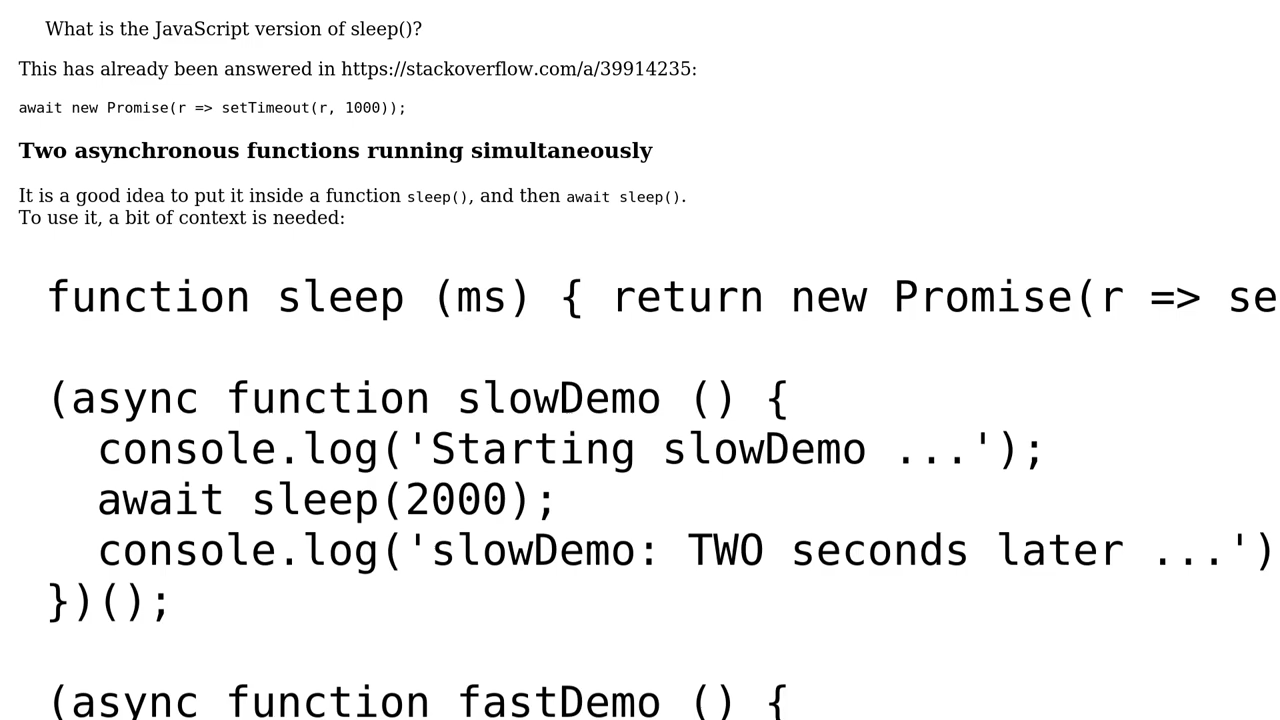 What is the JavaScript version of sleep()?
This has already been answered in https://stackoverflow.com/a/39914235:
await new Promise(r => setTimeout(r, 1000));
Two asynchronous functions running simultaneously
It is a good idea to put it inside a function sleep(), and then await sleep().
To use it, a bit of context is needed:
function sleep (ms) { return new Promise(r => se
(async function slowDemo () {
  console.log('Starting slowDemo ...');
  await sleep(2000);
  console.log('slowDemo: TWO seconds later ...')
})();
(async function fastDemo () {